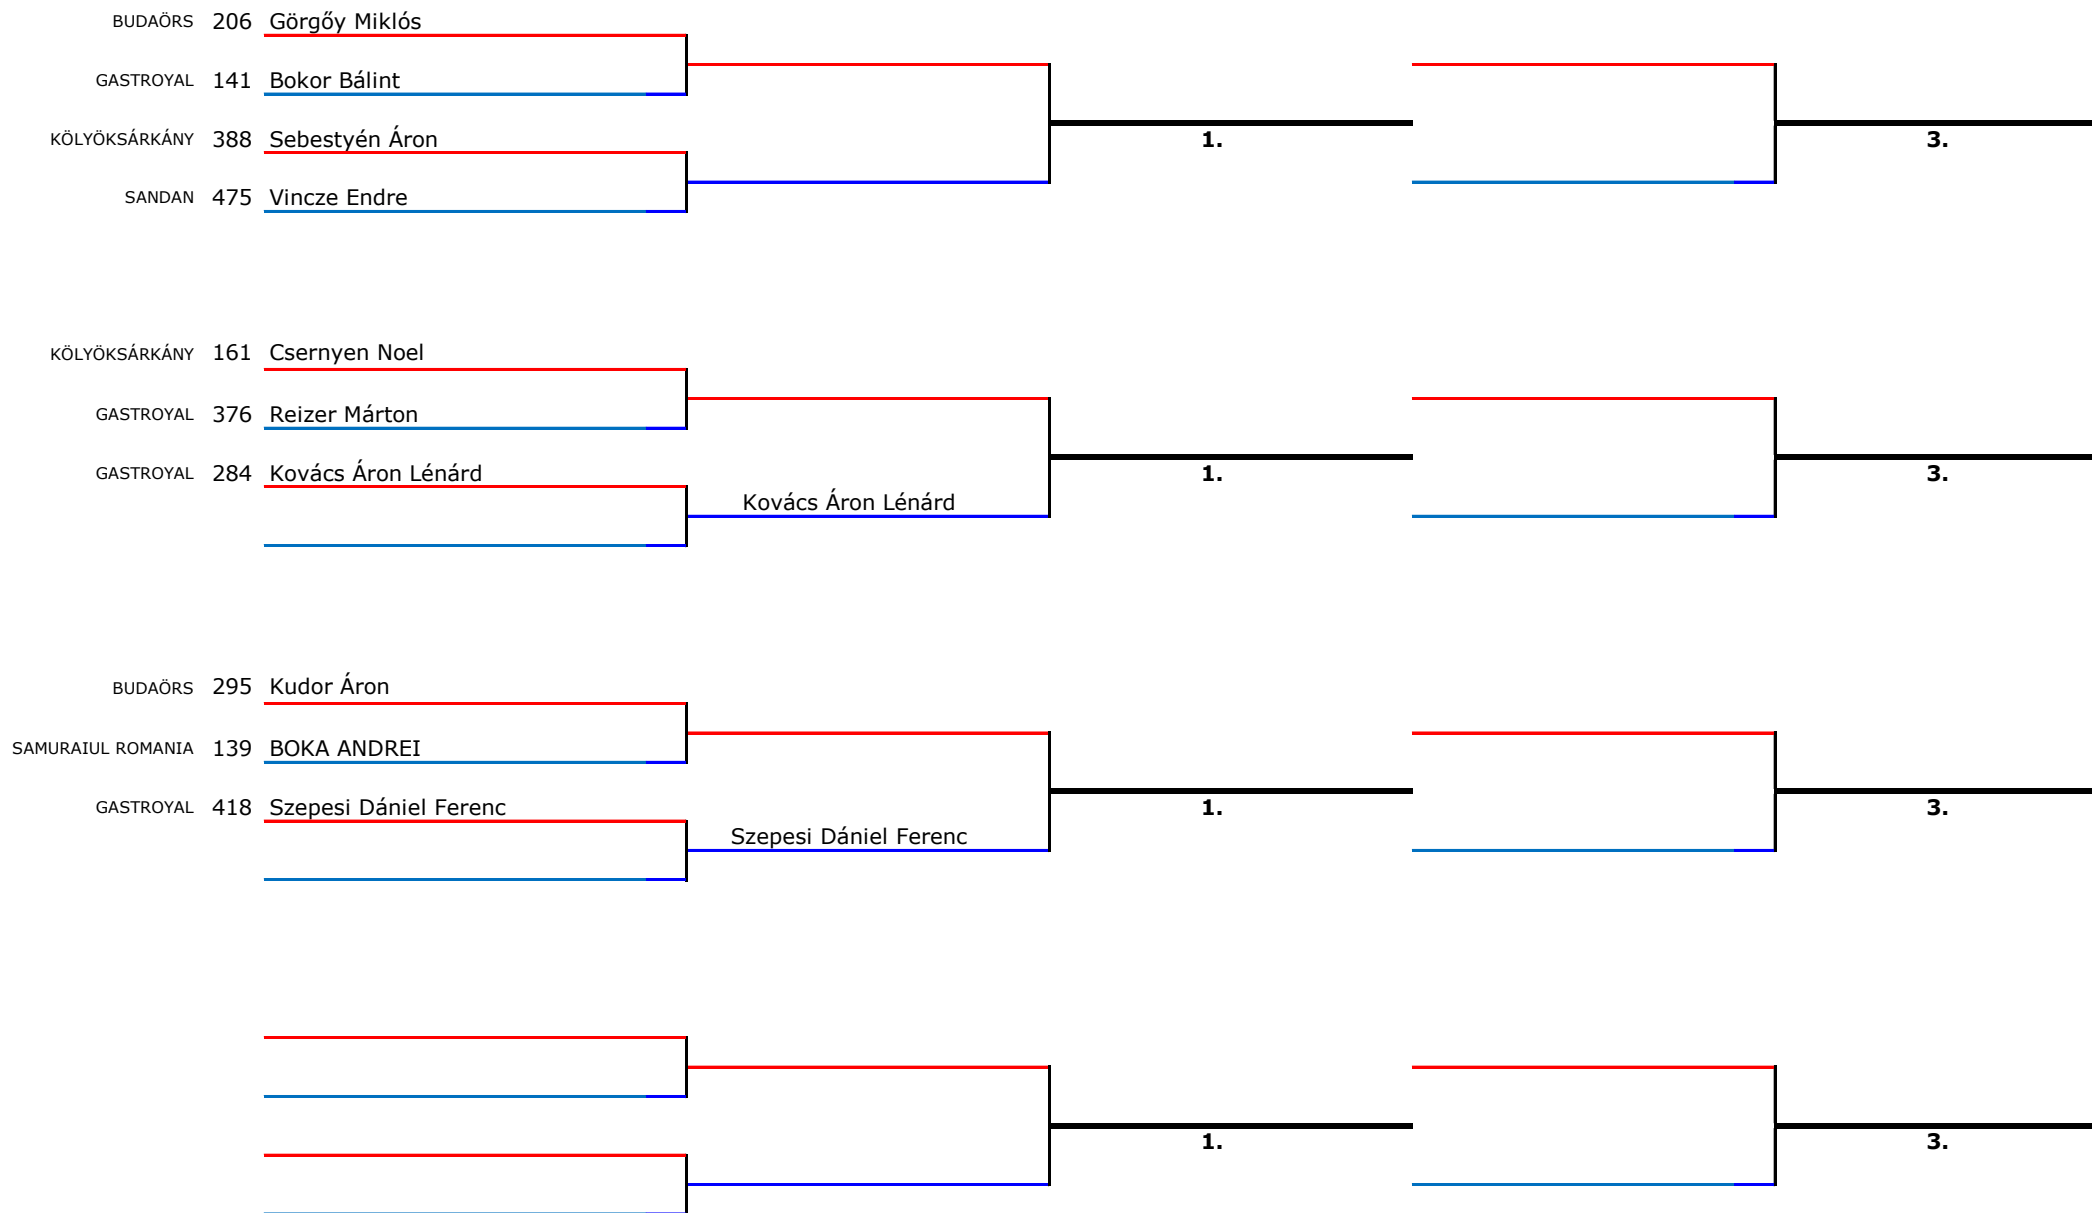 BUDAÖRS 206 Görgőy Miklós
GASTROYAL 141 Bokor Bálint
KÖLYÖKSÁRKÁNY 388 Sebestyén Áron 1. 3.
SANDAN 475 Vincze Endre
KÖLYÖKSÁRKÁNY 161 Csernyen Noel
GASTROYAL 376 Reizer Márton
GASTROYAL 284 Kovács Áron Lénárd 1. 3.
Kovács Áron Lénárd
BUDAÖRS 295 Kudor Áron
SAMURAIUL ROMANIA 139 BOKA ANDREI
GASTROYAL 418 Szepesi Dániel Ferenc 1. 3.
Szepesi Dániel Ferenc
1. 3.